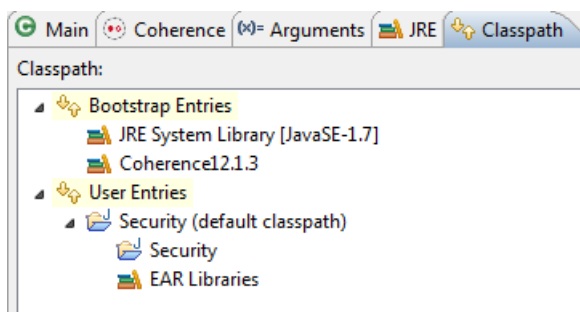 Main Coherence (x)= Arguments JRE Classpath
Classpath:
Bootstrap Entries
JRE System Library [JavaSE-1.7]
Coherence12.1.3
User Entries
Security (default classpath)
Security
EAR Libraries